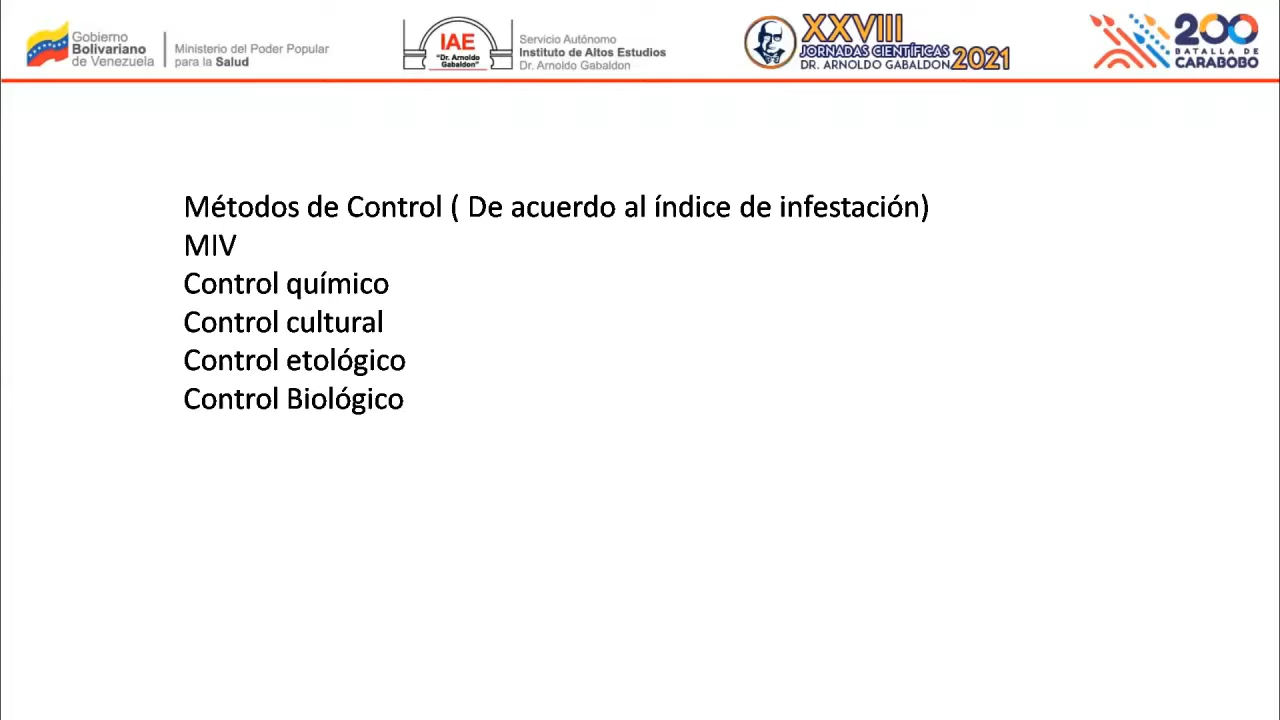 Gobierno
Bolivariano
de Venezuela
Ministerio del Poder Popular
para la Salud
IAE
"Dr. Arnoldo
Gabaldon"
Servicio Autónomo
Instituto de Altos Estudios
Dr. Arnoldo Gabaldon
XXVIII
JORNADAS CIENTÍFICAS
DR. ARNOLDO GABALDON 2021
200
BATALLA DE
CARABOBO
Métodos de Control ( De acuerdo al índice de infestación)
MIV
Control químico
Control cultural
Control etológico
Control Biológico